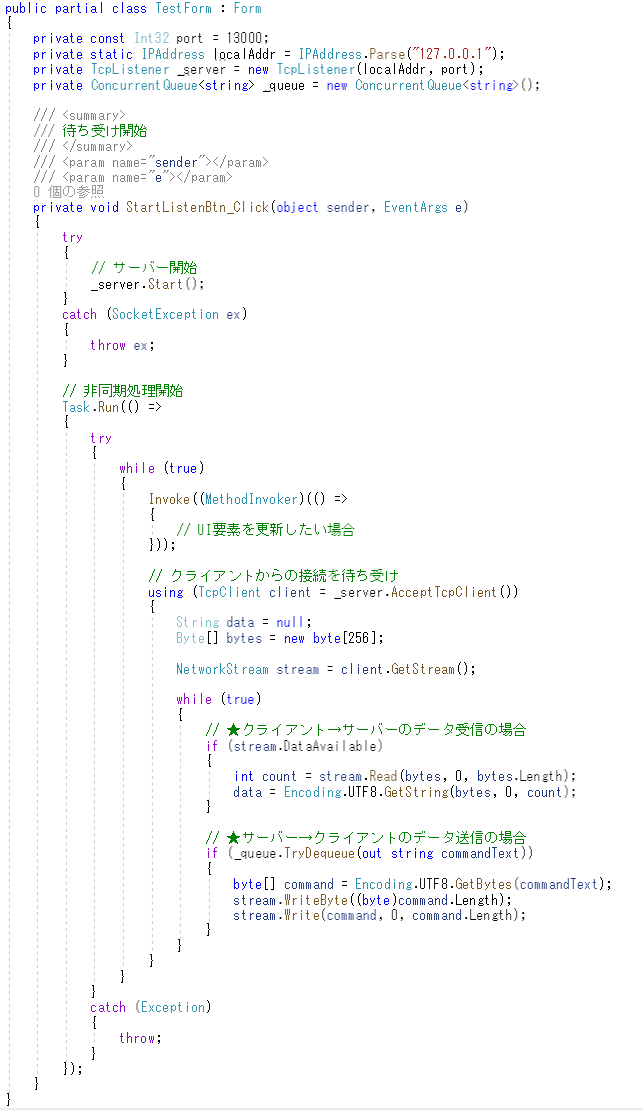 public partial class TestForm : Form
{
    private const Int32 port = 13000;
    private static IPAddress localAddr = IPAddress.Parse("127.0.0.1");
    private TcpListener _server = new TcpListener(localAddr, port);
    private ConcurrentQueue<string> _queue = new ConcurrentQueue<string>();

    /// <summary>
    /// 待ち受け開始
    /// </summary>
    /// <param name="sender"></param>
    /// <param name="e"></param>
    0 個の参照
    private void StartListenBtn_Click(object sender, EventArgs e)
    {
        try
        {
            // サーバー開始
            _server.Start();
        }
        catch (SocketException ex)
        {
            throw ex;
        }

        // 非同期処理開始
        Task.Run(() =>
        {
            try
            {
                while (true)
                {
                    Invoke((MethodInvoker)(() =>
                    {
                        // UI要素を更新したい場合
                    }));

                    // クライアントからの接続を待ち受け
                    using (TcpClient client = _server.AcceptTcpClient())
                    {
                        String data = null;
                        Byte[] bytes = new byte[256];

                        NetworkStream stream = client.GetStream();

                        while (true)
                        {
                            // ★クライアント→サーバーのデータ受信の場合
                            if (stream.DataAvailable)
                            {
                                int count = stream.Read(bytes, 0, bytes.Length);
                                data = Encoding.UTF8.GetString(bytes, 0, count);
                            }

                            // ★サーバー→クライアントのデータ送信の場合
                            if (_queue.TryDequeue(out string commandText))
                            {
                                byte[] command = Encoding.UTF8.GetBytes(commandText);
                                stream.WriteByte((byte)command.Length);
                                stream.Write(command, 0, command.Length);
                            }
                        }
                    }
                }
            }
            catch (Exception)
            {
                throw;
            }
        });
    }
}